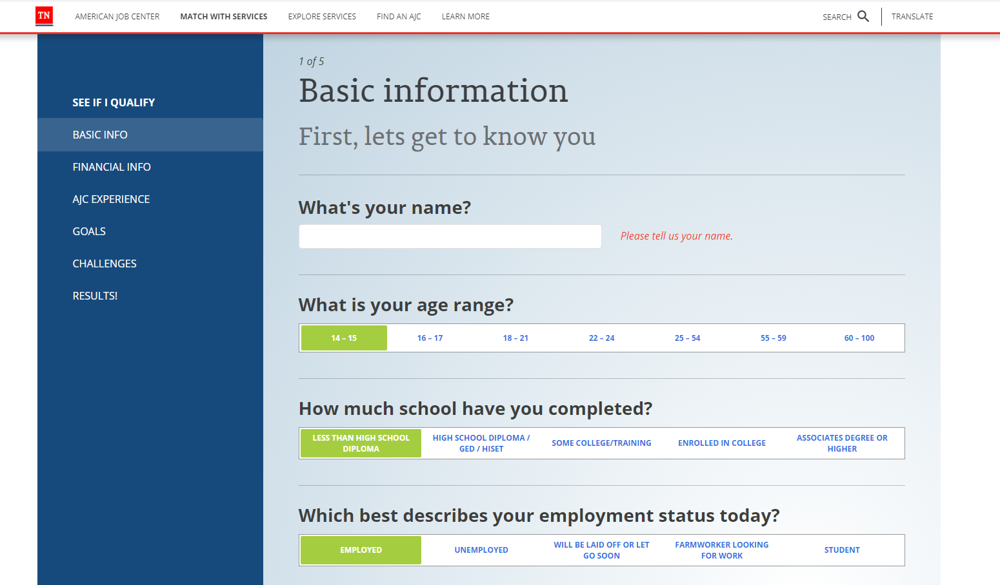 TN
AMERICAN JOB CENTER
MATCH WITH SERVICES
EXPLORE SERVICES
FIND AN AJC
LEARN MORE
SEARCH
TRANSLATE
SEE IF I QUALIFY
BASIC INFO
FINANCIAL INFO
AJC EXPERIENCE
GOALS
CHALLENGES
RESULTS!
1 of 5
Basic information
First, lets get to know you
What's your name?
Please tell us your name.
What is your age range?
14 – 15
16 – 17
18 – 21
22 – 24
25 – 54
55 – 59
60 – 100
How much school have you completed?
LESS THAN HIGH SCHOOL
DIPLOMA
HIGH SCHOOL DIPLOMA /
GED / HISET
SOME COLLEGE/TRAINING
ENROLLED IN COLLEGE
ASSOCIATES DEGREE OR
HIGHER
Which best describes your employment status today?
EMPLOYED
UNEMPLOYED
WILL BE LAID OFF OR LET
GO SOON
FARMWORKER LOOKING
FOR WORK
STUDENT